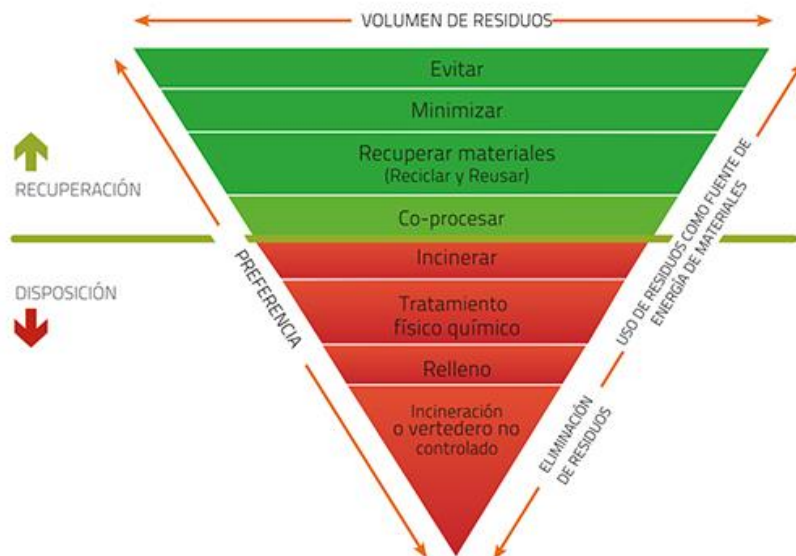 VOLUMEN DE RESIDUOS
Evitar
Minimizar
Recuperar materiales
(Reciclar y Reusar)
Co-procesar
Incinerar
Tratamiento
físico químico
Relleno
Incineración
o vertedero no
controlado
RECUPERACIÓN
DISPOSICIÓN
PREFERENCIA
USO DE RESIDUOS COMO FUENTE DE
ENERGÍA DE MATERIALES
ELIMINACIÓN
DE RESIDUOS